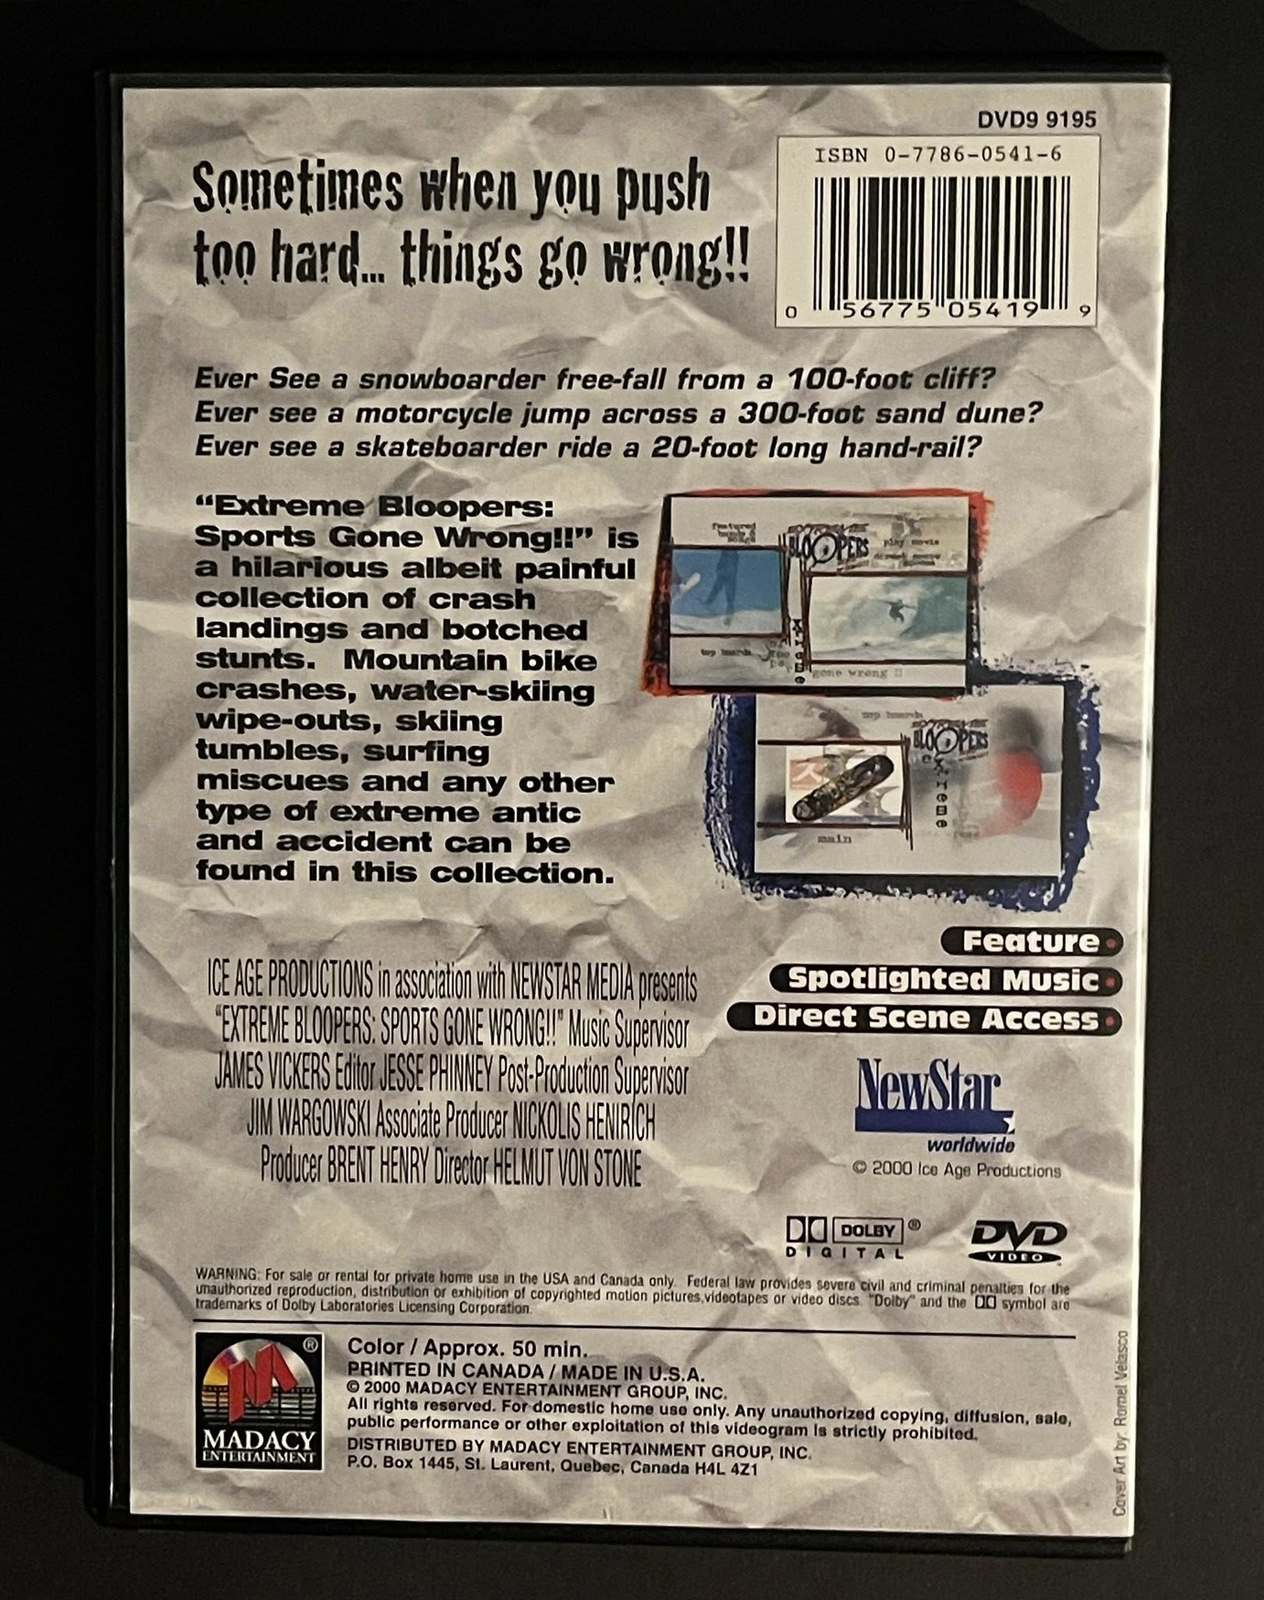 DVD9 9195
ISBN 0-7786-0541-6
0 56775 05419 9
Sometimes when you push
too hard... things go wrong!!
Ever See a snowboarder free-fall from a 100-foot cliff?
Ever see a motorcycle jump across a 300-foot sand dune?
Ever see a skateboarder ride a 20-foot long hand-rail?
"Extreme Bloopers:
Sports Gone Wrong!!" is
a hilarious albeit painful
collection of crash
landings and botched
stunts. Mountain bike
crashes, water-skiing
wipe-outs, skiing
tumbles, surfing
miscues and any other
type of extreme antic
and accident can be
found in this collection.
featured
BLOOPERS
play movie
top boards
gone wrong
top boards
BLOOPERS
extreme
main
Feature
Spotlighted Music
Direct Scene Access
ICE AGE PRODUCTIONS in association with NEWSTAR MEDIA presents
"EXTREME BLOOPERS: SPORTS GONE WRONG!!" Music Supervisor
JAMES VICKERS Editor JESSE PHINNEY Post-Production Supervisor
JIM WARGOWSKI Associate Producer NICKOLIS HENIRICH
Producer BRENT HENRY Director HELMUT VON STONE
NewStar
worldwide
© 2000 Ice Age Productions
DOLBY ®
DIGITAL
DVD
VIDEO
WARNING: For sale or rental for private home use in the USA and Canada only. Federal law provides severe civil and criminal penalties for the
unauthorized reproduction, distribution or exhibition of copyrighted motion pictures, videotapes or video discs. "Dolby" and the symbol are
trademarks of Dolby Laboratories Licensing Corporation.
®
MADACY
ENTERTAINMENT
Color / Approx. 50 min.
PRINTED IN CANADA / MADE IN U.S.A.
© 2000 MADACY ENTERTAINMENT GROUP, INC.
All rights reserved. For domestic home use only. Any unauthorized copying, diffusion, sale,
public performance or other exploitation of this videogram is strictly prohibited.
DISTRIBUTED BY MADACY ENTERTAINMENT GROUP, INC.
P.O. Box 1445, St. Laurent, Quebec, Canada H4L 4Z1
Cover Art by: Romel Velasco